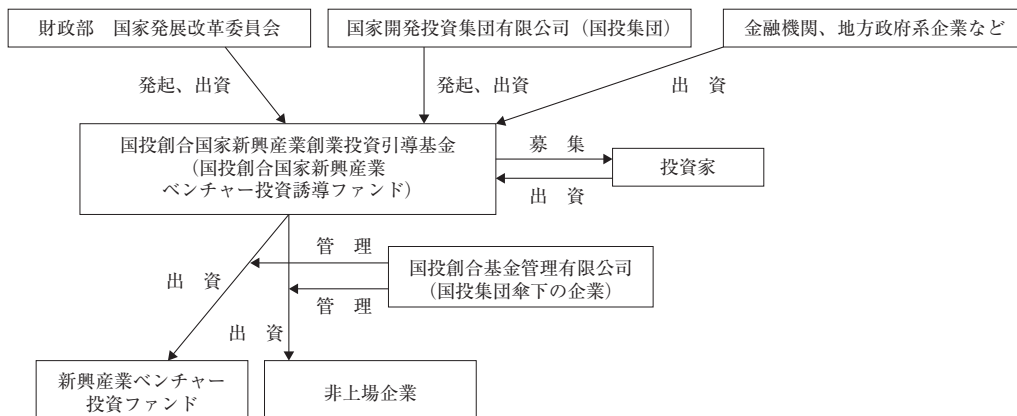 財政部　国家発展改革委員会
国家開発投資集団有限公司（国投集団）
金融機関、地方政府系企業など
発起、出資
発起、出資
出　資
国投創合国家新興産業創業投資引導基金
（国投創合国家新興産業
ベンチャー投資誘導ファンド）
募　集
出　資
投資家
管　理
国投創合基金管理有限公司
（国投集団傘下の企業）
管　理
出　資
出　資
新興産業ベンチャー
投資ファンド
非上場企業